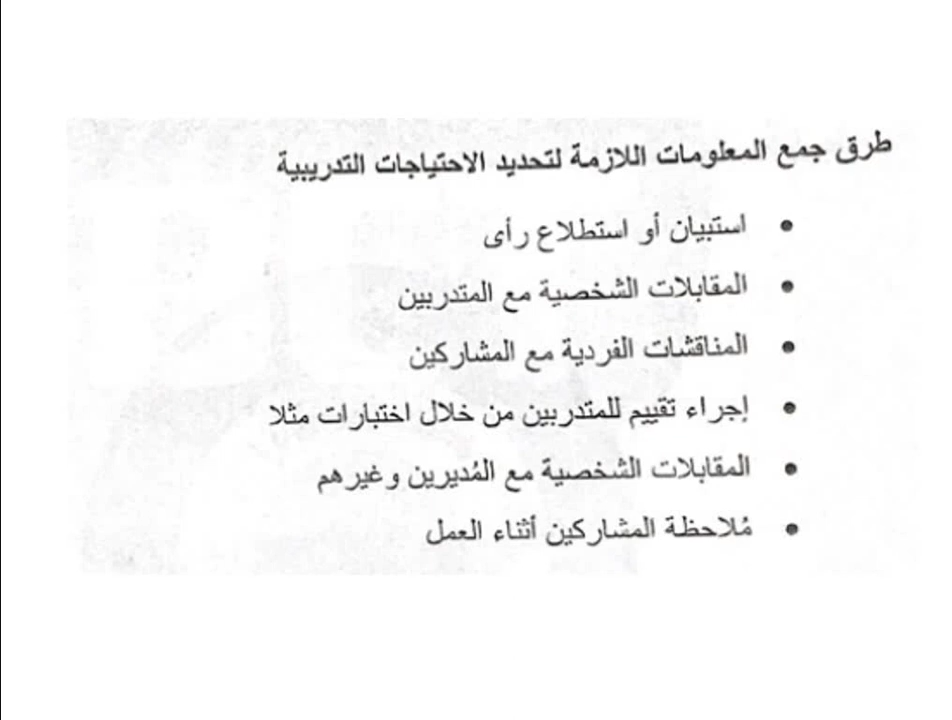 طرق جمع المعلومات اللازمة لتحديد الاحتياجات التدريبية
• استبيان أو استطلاع رأى
• المقابلات الشخصية مع المتدربين
• المناقشات الفردية مع المشاركين
• إجراء تقييم للمتدربين من خلال اختبارات مثلا
• المقابلات الشخصية مع المُديرين وغيرهم
• مُلاحظة المشاركين أثناء العمل